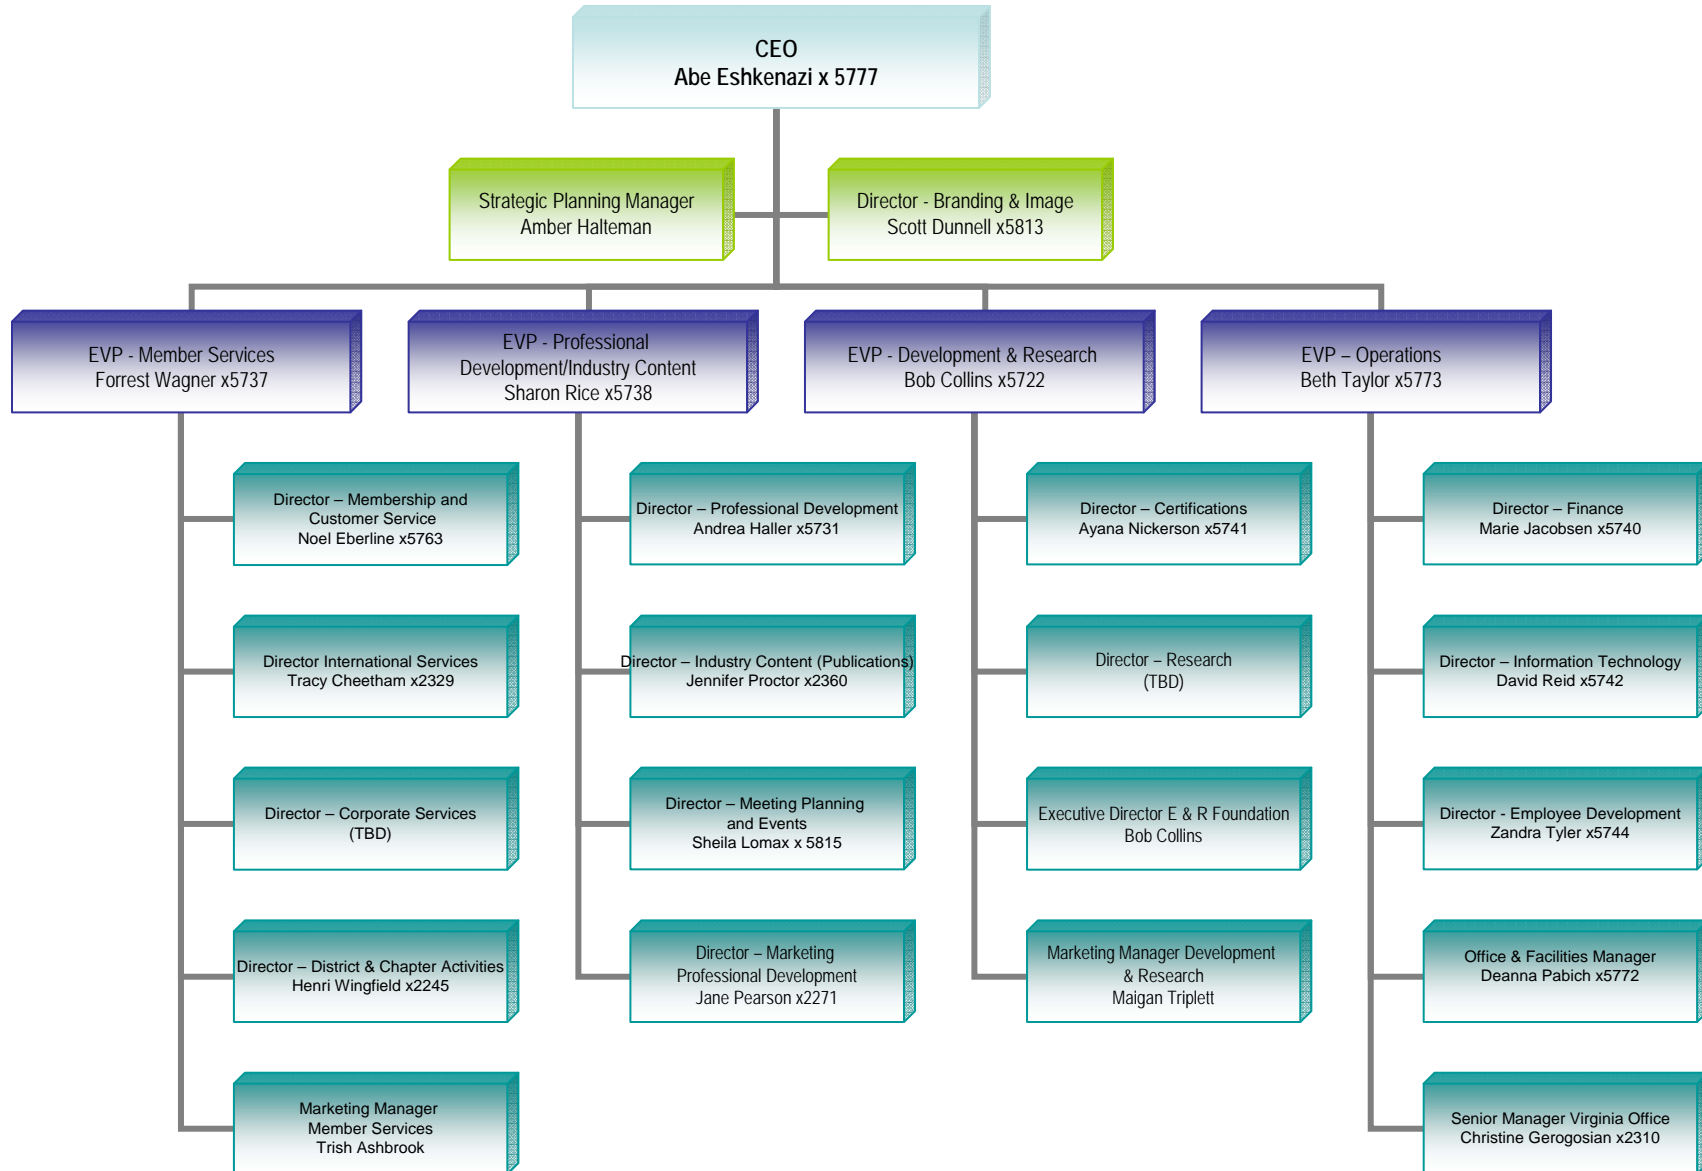 CEO
Abe Eshkenazi x 5777
Strategic Planning Manager
Amber Halteman
Director - Branding & Image
Scott Dunnell x5813
EVP - Member Services
Forrest Wagner x5737
EVP - Professional
Development/Industry Content
Sharon Rice x5738
EVP - Development & Research
Bob Collins x5722
EVP – Operations
Beth Taylor x5773
Director – Membership and
Customer Service
Noel Eberline x5763
Director – Professional Development
Andrea Haller x5731
Director – Certifications
Ayana Nickerson x5741
Director – Finance
Marie Jacobsen x5740
Director International Services
Tracy Cheetham x2329
Director – Industry Content (Publications)
Jennifer Proctor x2360
Director – Research
(TBD)
Director – Information Technology
David Reid x5742
Director – Corporate Services
(TBD)
Director – Meeting Planning
and Events
Sheila Lomax x 5815
Executive Director E & R Foundation
Bob Collins
Director - Employee Development
Zandra Tyler x5744
Director – District & Chapter Activities
Henri Wingfield x2245
Director – Marketing
Professional Development
Jane Pearson x2271
Marketing Manager Development
& Research
Maigan Triplett
Office & Facilities Manager
Deanna Pabich
x5772
Marketing Manager
Member Services
Trish Ashbrook
Senior Manager Virginia Office
Christine Gerogosian x2310